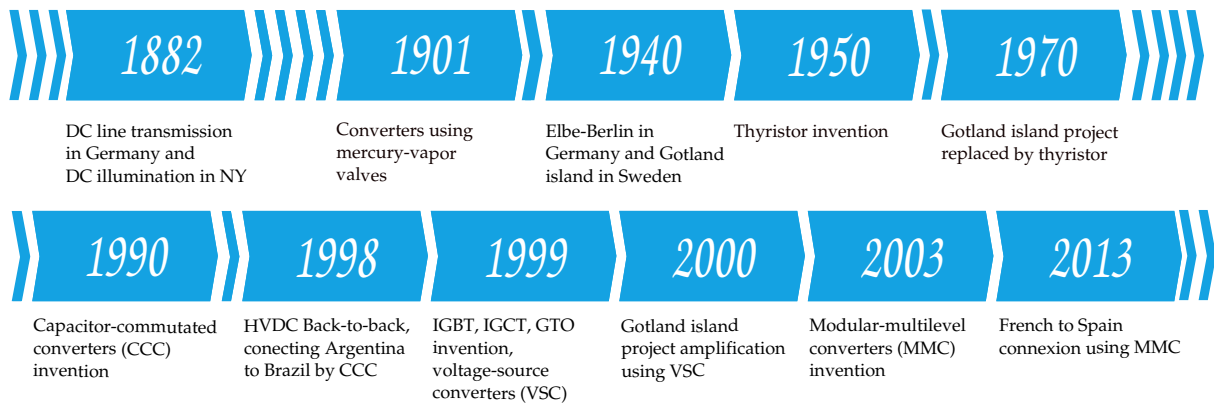 1882
1901
1940
1950
1970
DC line transmission
in Germany and
DC illumination in NY
Converters using
mercury-vapor
valves
Elbe-Berlin in
Germany and Gotland
island in Sweden
Thyristor invention
Gotland island project
replaced by thyristor
1990
1998
1999
2000
2003
2013
Capacitor-commutated
converters (CCC)
invention
HVDC Back-to-back,
conecting Argentina
to Brazil by CCC
IGBT, IGCT, GTO
invention,
voltage-source
converters (VSC)
Gotland island
project amplification
using VSC
Modular-multilevel
converters (MMC)
invention
French to Spain
connexion using MMC